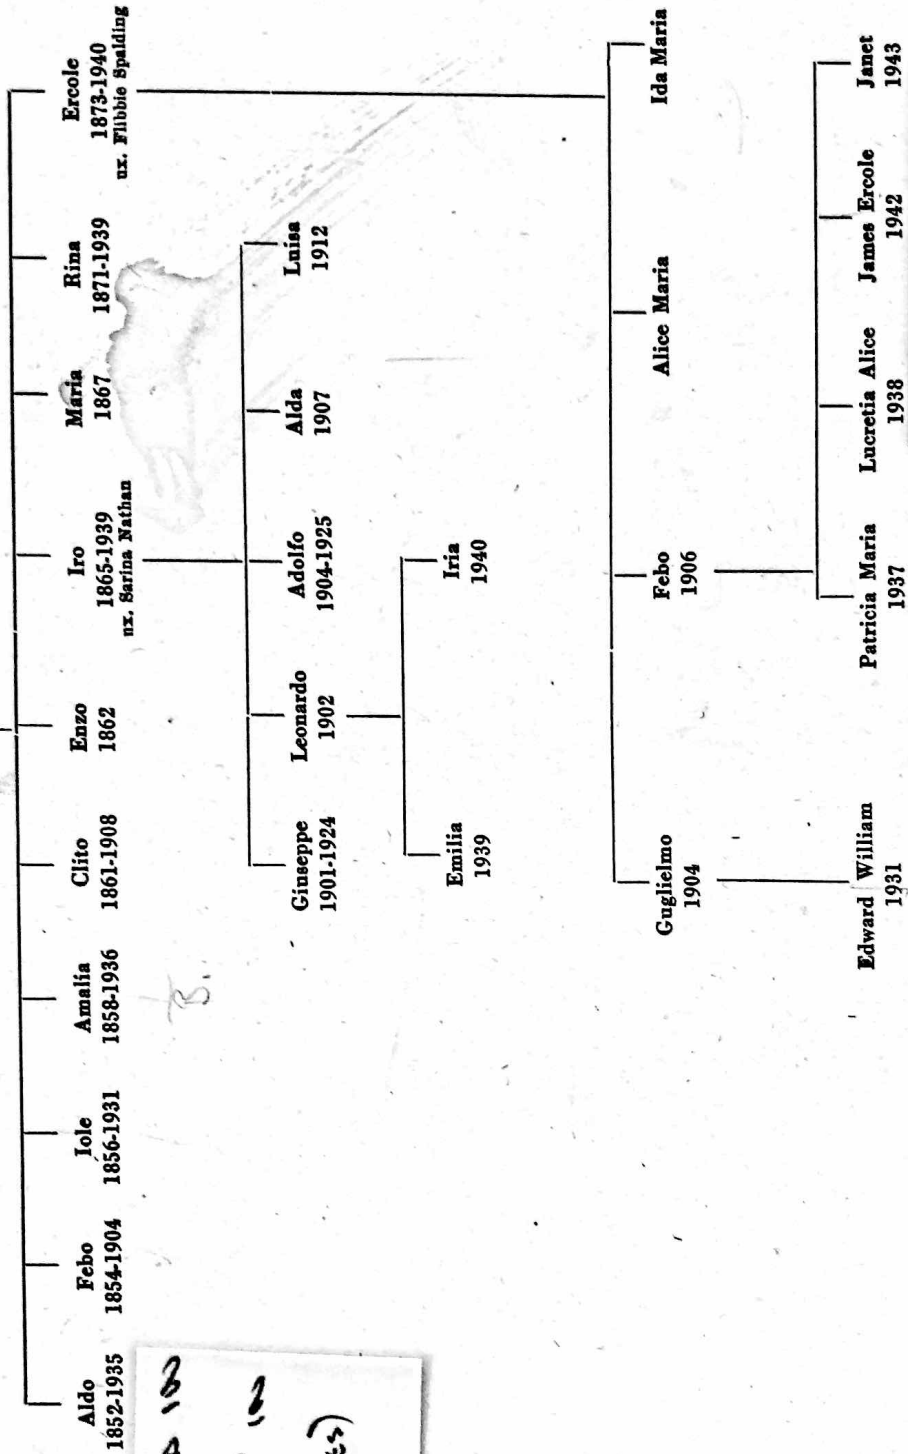 Aldo
1852-1935
Febo
1854-1904
Iole
1856-1931
Amalia
1858-1936
Clito
1861-1908
Enzo
1862
Iro
1865-1939
ux. Sarina Nathan
Maria
1867
Rina
1871-1939
Ercole
1873-1940
ux. Flibbie Spalding
B.
Giuseppe
1901-1924
Leonardo
1902
Adolfo
1904-1925
Alda
1907
Luisa
1912
Emilia
1939
Iria
1940
Guglielmo
1904
Febo
1906
Alice Maria
Ida Maria
Edward William
1931
Patricia Maria
1937
Lucretia Alice
1938
James Ercole
1942
Janet
1943